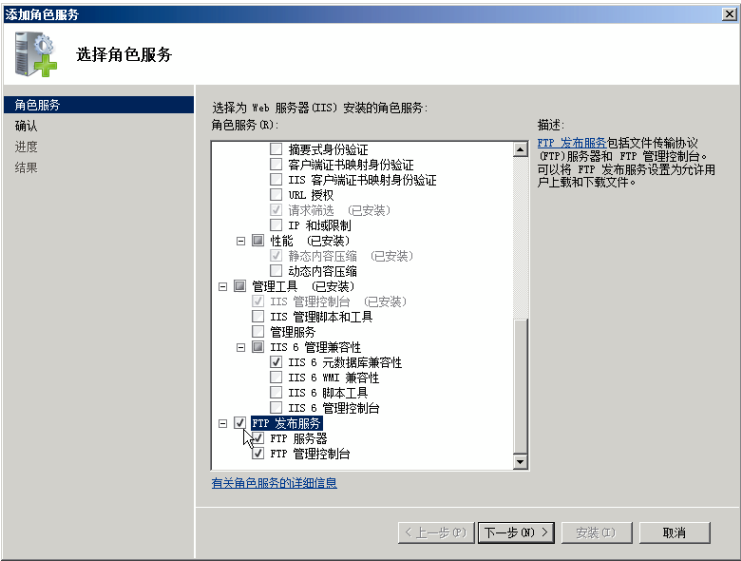 添加角色服务
选择角色服务
角色服务
确认
进度
结果
选择为 Web 服务器(IIS) 安装的角色服务:
角色服务(R):
摘要式身份验证
客户端证书映射身份验证
IIS 客户端证书映射身份验证
URL 授权
请求筛选 (已安装)
IP 和域限制
性能 (已安装)
静态内容压缩 (已安装)
动态内容压缩
管理工具 (已安装)
IIS 管理控制台 (已安装)
IIS 管理脚本和工具
管理服务
IIS 6 管理兼容性
IIS 6 元数据库兼容性
IIS 6 WMI 兼容性
IIS 6 脚本工具
IIS 6 管理控制台
FTP 发布服务
FTP 服务器
FTP 管理控制台
有关角色服务的详细信息
描述:
FTP 发布服务包括文件传输协议
(FTP)服务器和 FTP 管理控制台。
可以将 FTP 发布服务设置为允许用
户上载和下载文件。
< 上一步(P)
下一步(N) >
安装(I)
取消